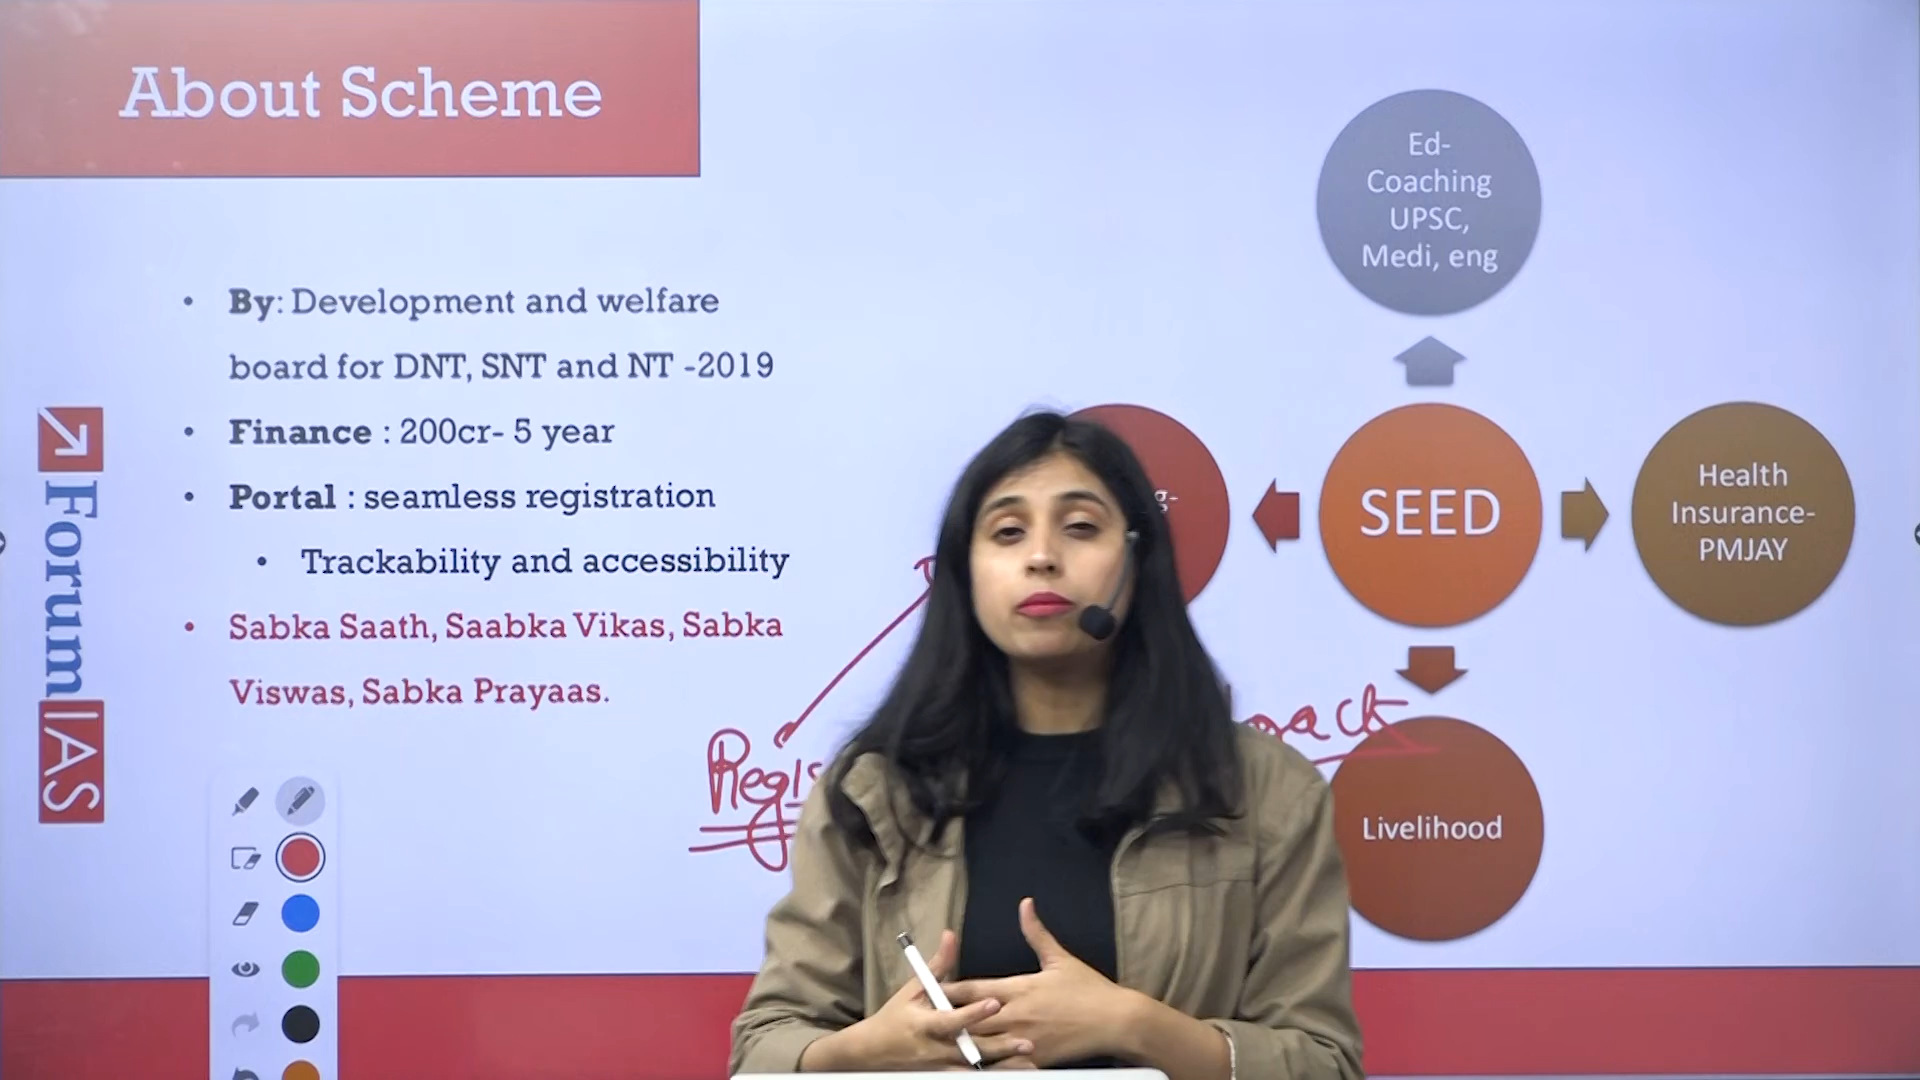 About Scheme
• By: Development and welfare
board for DNT, SNT and NT -2019
• Finance : 200cr- 5 year
• Portal : seamless registration
• Trackability and accessibility
• Sabka Saath, Saabka Vikas, Sabka
Viswas, Sabka Prayaas.
Forum IAS
Ed-
Coaching
UPSC,
Medi, eng
SEED
Health
Insurance-
PMJAY
Livelihood